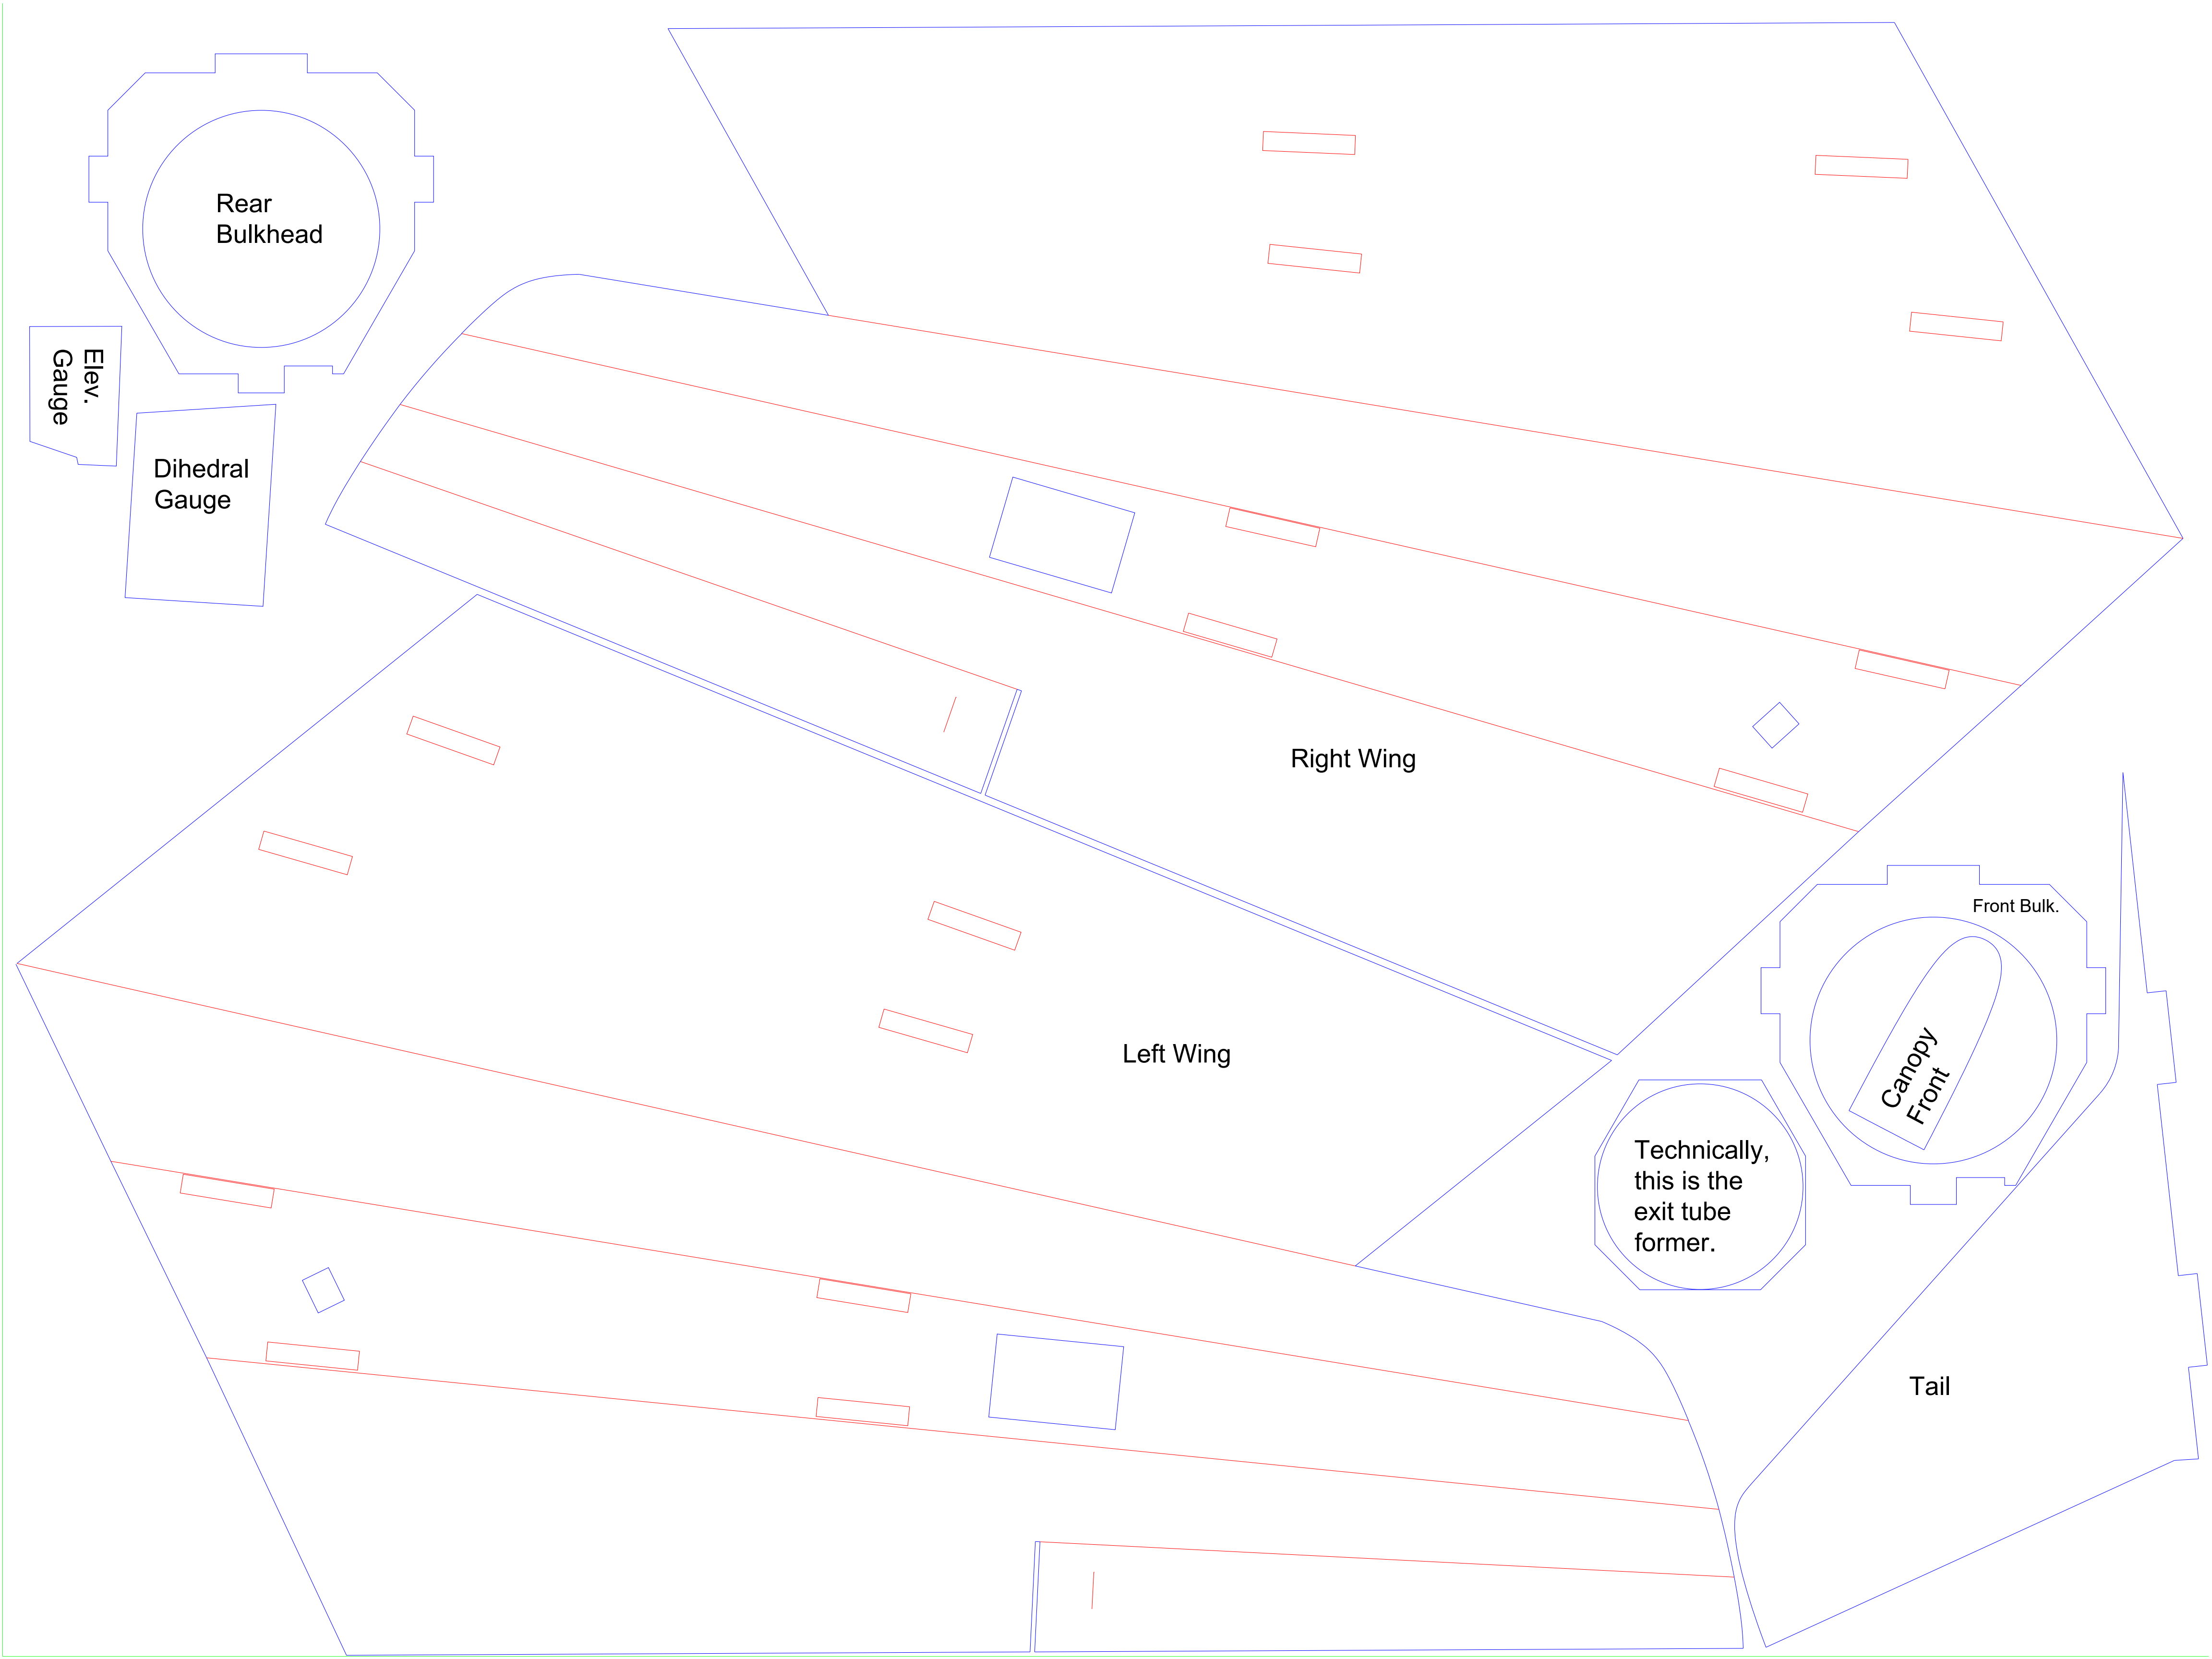 Rear
Bulkhead
Elev.
Gauge
Dihedral
Gauge
Right Wing
Front Bulk.
Canopy
Front
Left Wing
Technically,
this is the
exit tube
former.
Tail